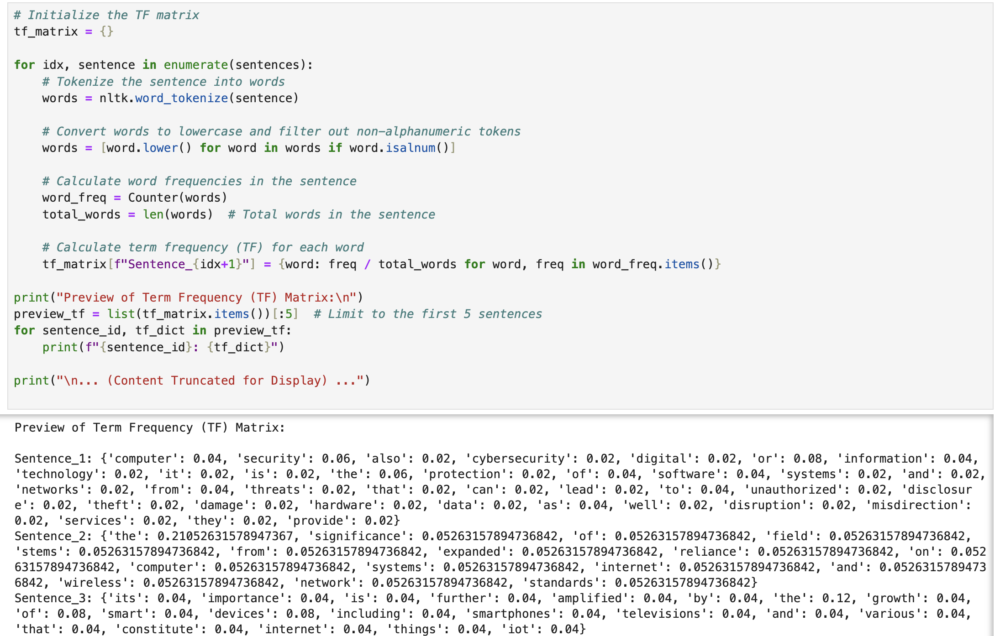 # Initialize the TF matrix
tf_matrix = {}
for idx, sentence in enumerate(sentences):
    # Tokenize the sentence into words
    words = nltk.word_tokenize(sentence)
    # Convert words to lowercase and filter out non-alphanumeric tokens
    words = [word.lower() for word in words if word.isalnum()]
    # Calculate word frequencies in the sentence
    word_freq = Counter(words)
    total_words = len(words)  # Total words in the sentence
    # Calculate term frequency (TF) for each word
    tf_matrix[f"Sentence_{idx+1}"] = {word: freq / total_words for word, freq in word_freq.items()}
print("Preview of Term Frequency (TF) Matrix:\n")
preview_tf = list(tf_matrix.items())[:5]  # Limit to the first 5 sentences
for sentence_id, tf_dict in preview_tf:
    print(f"{sentence_id}: {tf_dict}")
print("\n... (Content Truncated for Display) ...")
Preview of Term Frequency (TF) Matrix:
Sentence_1: {'computer': 0.04, 'security': 0.06, 'also': 0.02, 'cybersecurity': 0.02, 'digital': 0.02, 'or': 0.08, 'information': 0.04,
'technology': 0.02, 'it': 0.02, 'is': 0.02, 'the': 0.06, 'protection': 0.02, 'of': 0.04, 'software': 0.04, 'systems': 0.02, 'and': 0.02,
'networks': 0.02, 'from': 0.04, 'threats': 0.02, 'that': 0.02, 'can': 0.02, 'lead': 0.02, 'to': 0.04, 'unauthorized': 0.02, 'disclosur
e': 0.02, 'theft': 0.02, 'damage': 0.02, 'hardware': 0.02, 'data': 0.02, 'as': 0.04, 'well': 0.02, 'disruption': 0.02, 'misdirection':
0.02, 'services': 0.02, 'they': 0.02, 'provide': 0.02}
Sentence_2: {'the': 0.21052631578947367, 'significance': 0.05263157894736842, 'of': 0.05263157894736842, 'field': 0.05263157894736842,
'stems': 0.05263157894736842, 'from': 0.05263157894736842, 'expanded': 0.05263157894736842, 'reliance': 0.05263157894736842, 'on': 0.052
63157894736842, 'computer': 0.05263157894736842, 'systems': 0.05263157894736842, 'internet': 0.05263157894736842, 'and': 0.0526315789473
6842, 'wireless': 0.05263157894736842, 'network': 0.05263157894736842, 'standards': 0.05263157894736842}
Sentence_3: {'its': 0.04, 'importance': 0.04, 'is': 0.04, 'further': 0.04, 'amplified': 0.04, 'by': 0.04, 'the': 0.12, 'growth': 0.04,
'of': 0.08, 'smart': 0.04, 'devices': 0.08, 'including': 0.04, 'smartphones': 0.04, 'televisions': 0.04, 'and': 0.04, 'various': 0.04,
'that': 0.04, 'constitute': 0.04, 'internet': 0.04, 'things': 0.04, 'iot': 0.04}